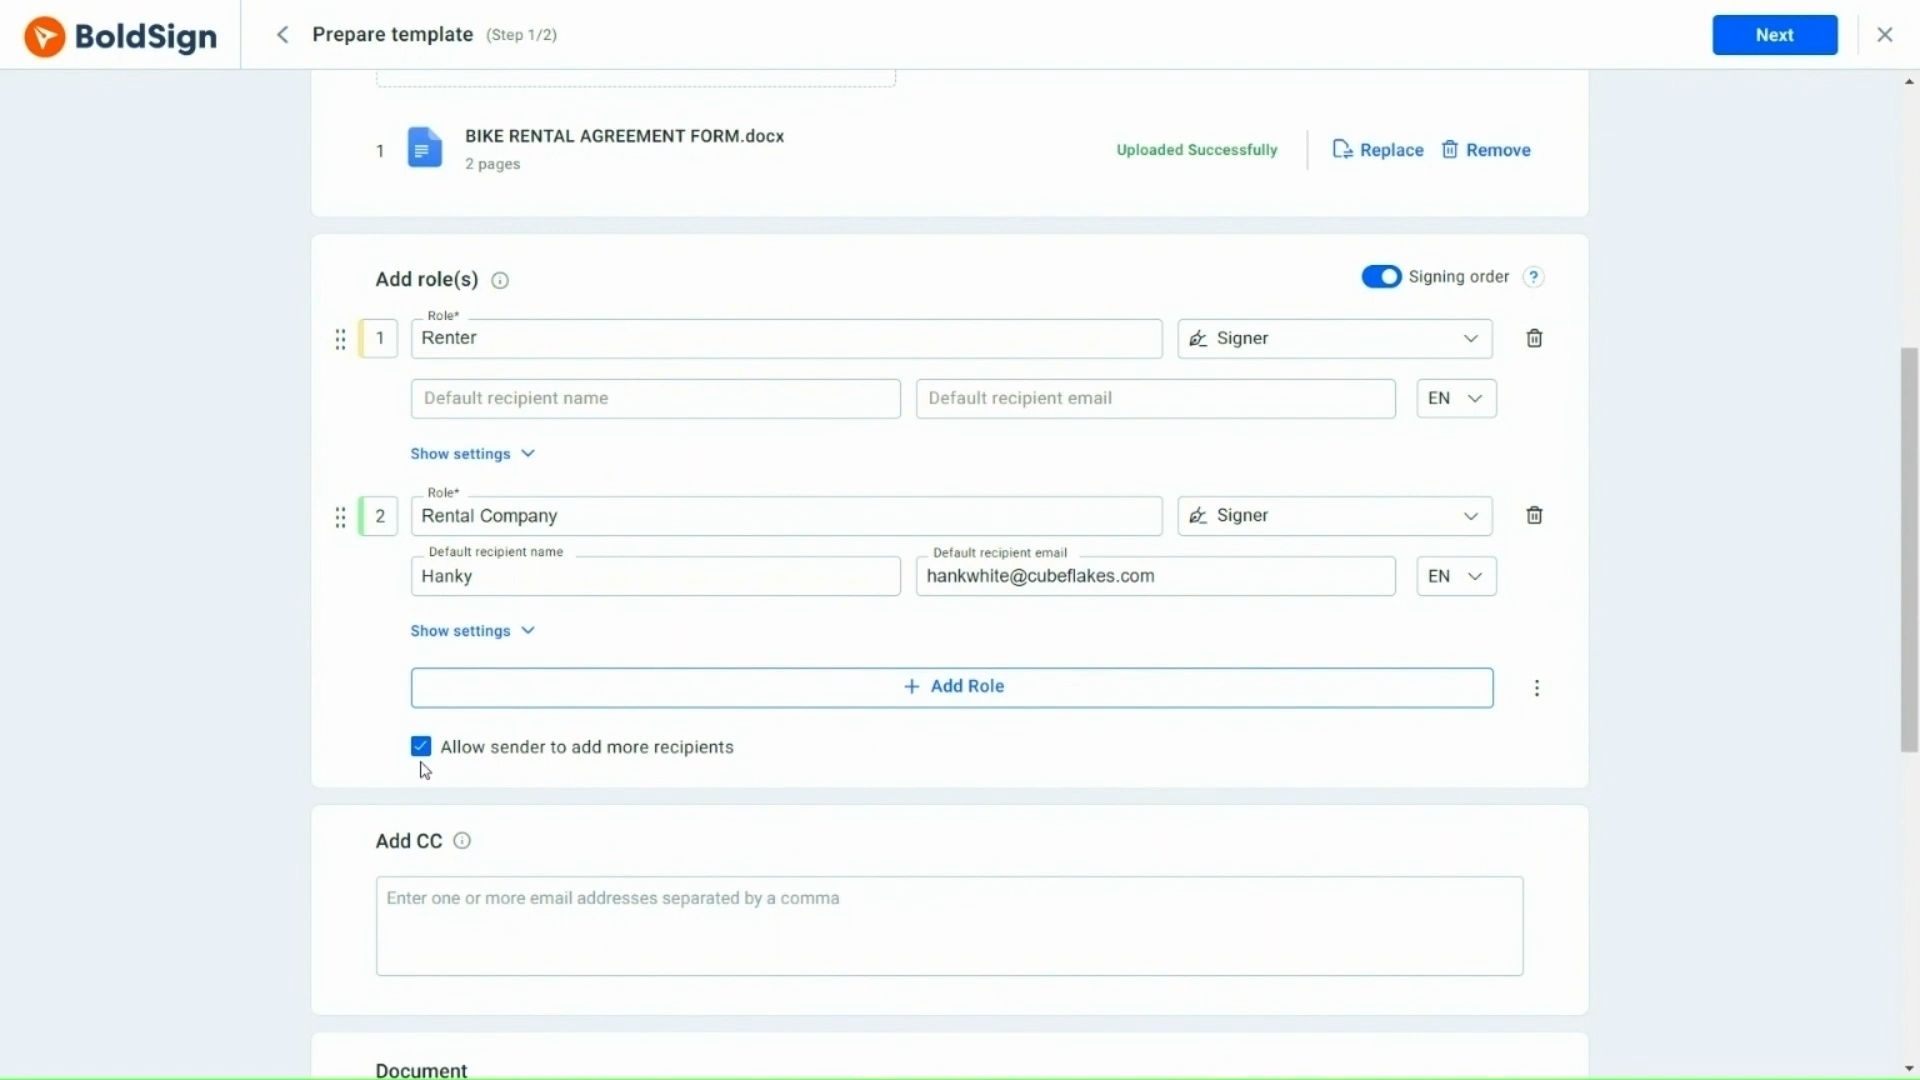 BoldSign
Prepare template (Step 1/2)
Next
1
BIKE RENTAL AGREEMENT FORM.docx
2 pages
Uploaded Successfully
Replace
Remove
Add role(s)
Signing order ?
Role*
1
Renter
Signer
Default recipient name
Default recipient email
EN
Show settings
Role*
2
Rental Company
Signer
Default recipient name
Default recipient email
Hanky
hankwhite@cubeflakes.com
EN
Show settings
+ Add Role
Allow sender to add more recipients
Add CC
Enter one or more email addresses separated by a comma
Document